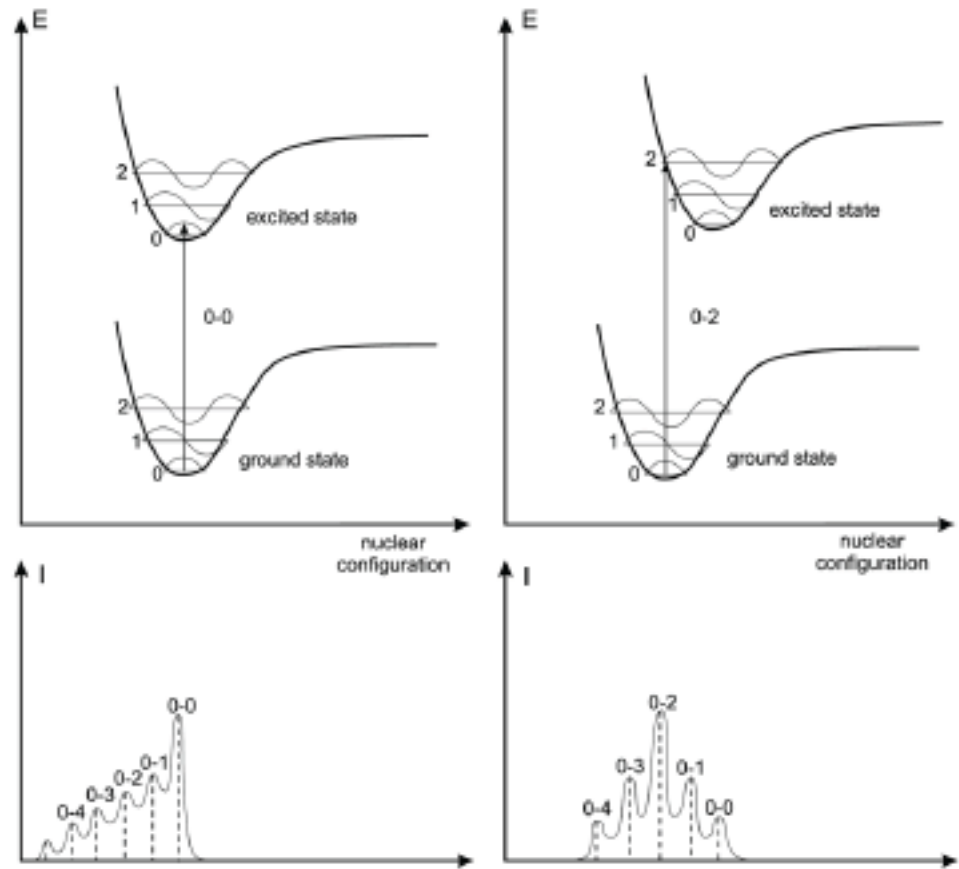 E
2
1
0
excited state
0-0
2
1
0
ground state
nuclear
configuration
E
2
1
0
excited state
0-2
2
1
0
ground state
nuclear
configuration
I
0-0
0-1
0-2
0-3
0-4
I
0-2
0-3
0-1
0-4
0-0